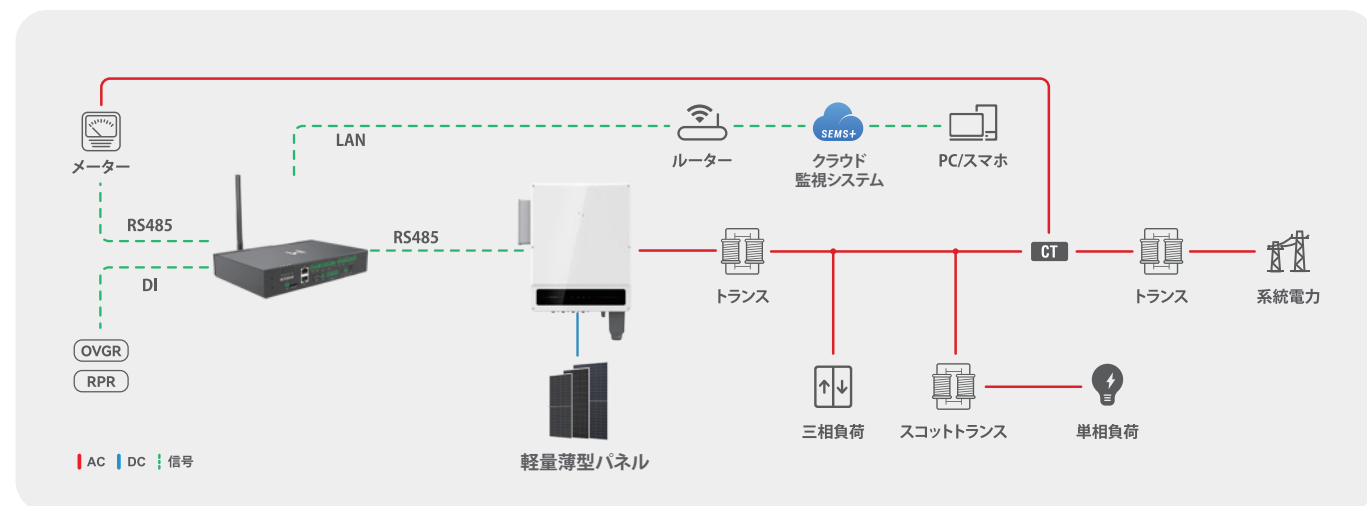 メーター
LAN
ルーター
SEMS+
クラウド
監視システム
PC/スマホ
RS485
RS485
DI
OVGR
RPR
トランス
CT
トランス
系統電力
三相負荷
スコットトランス
単相負荷
軽量薄型パネル
AC DC 信号